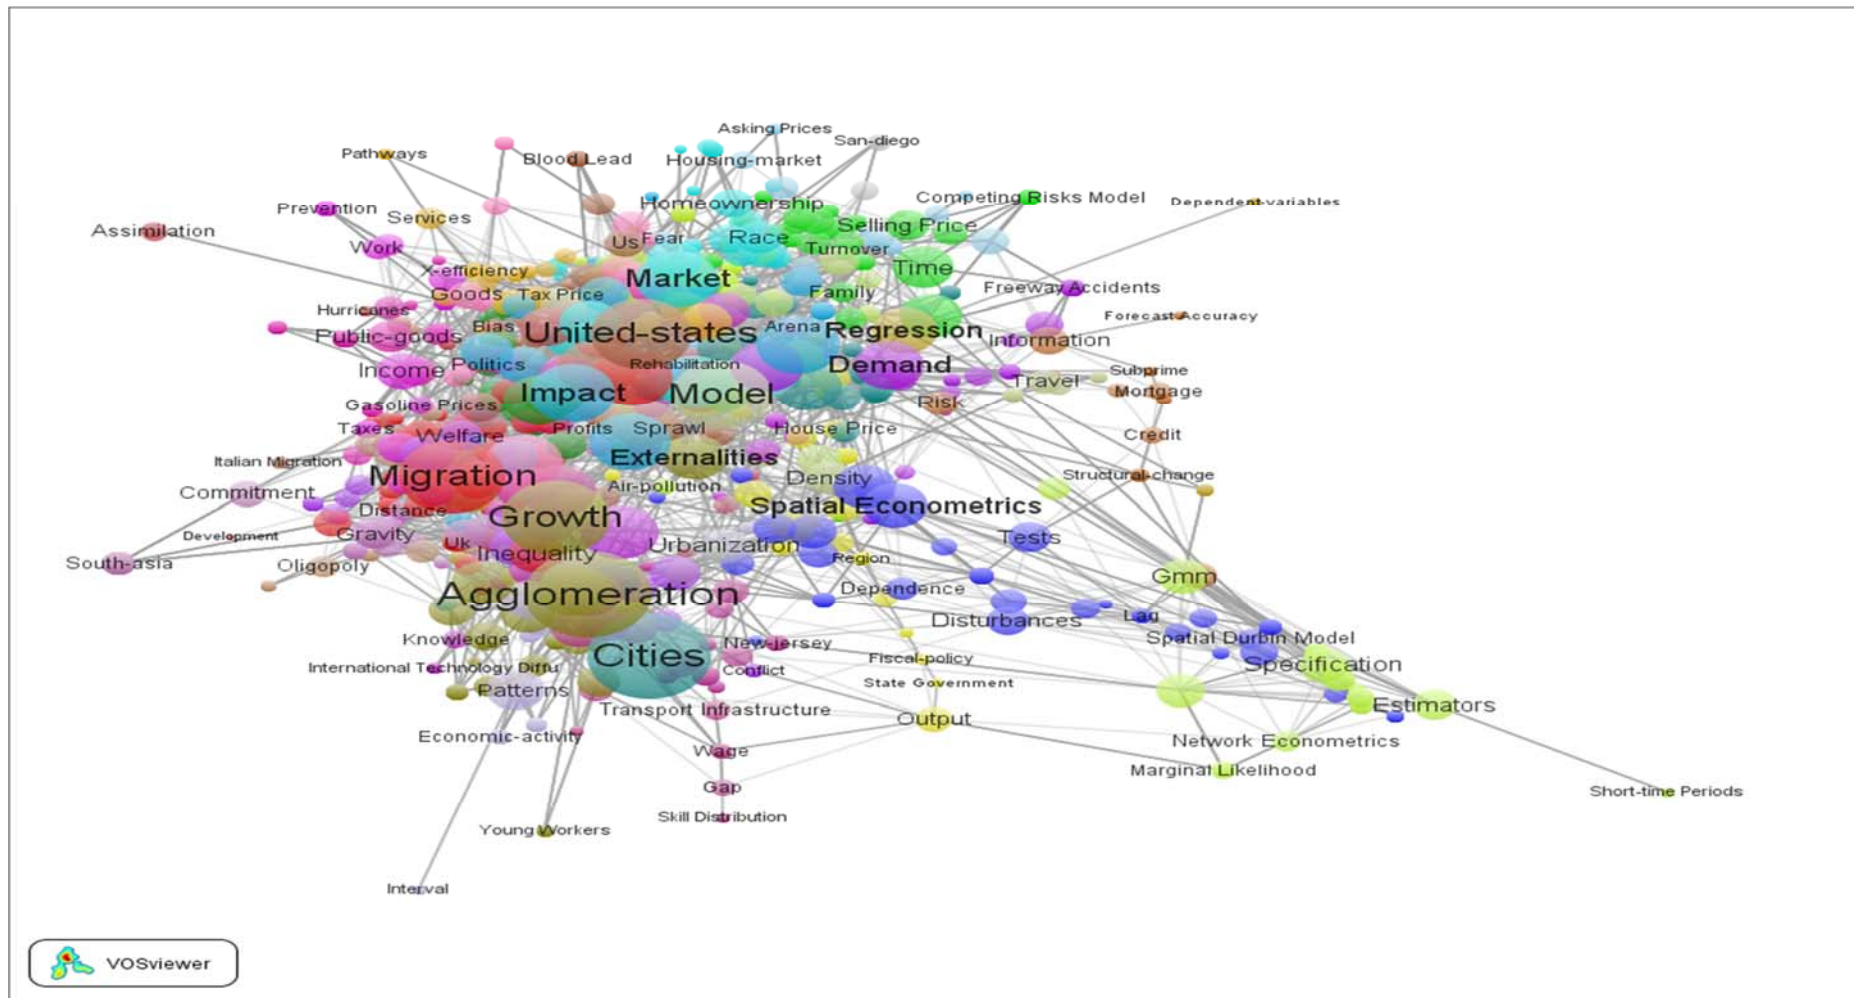 Asking Prices
San-diego
Pathways
Blood Lead
Housing-market
Competing Risks Model
Dependent-variables
Prevention
Services
Homeownership
Selling Price
Assimilation
Work
Us
Fear
Race
Turnover
X-efficiency
Market
Time
Goods
Tax Price
Family
Freeway Accidents
Hurricanes
Bias
United-states
Arena
Regression
Forecast Accuracy
Public-goods
Information
Income
Politics
Rehabilitation
Demand
Subprime
Impact
Model
Travel
Mortgage
Gasoline Prices
Risk
Taxes
Welfare
Profits
Sprawl
House Price
Credit
Italian Migration
Migration
Externalities
Structural-change
Commitment
Air-pollution
Density
Distance
Growth
Spatial Econometrics
Development
Gravity
Uk
Inequality
Urbanization
Region
Tests
South-asia
Oligopoly
Gmm
Agglomeration
Dependence
Disturbances
Lag
Knowledge
New-jersey
Spatial Durbin Model
International Technology Diffu
Cities
Conflict
Fiscal-policy
Specification
Patterns
State Government
Transport Infrastructure
Output
Estimators
Economic-activity
Wage
Network Econometrics
Gap
Marginal Likelihood
Short-time Periods
Skill Distribution
Young Workers
Interval
VOSviewer